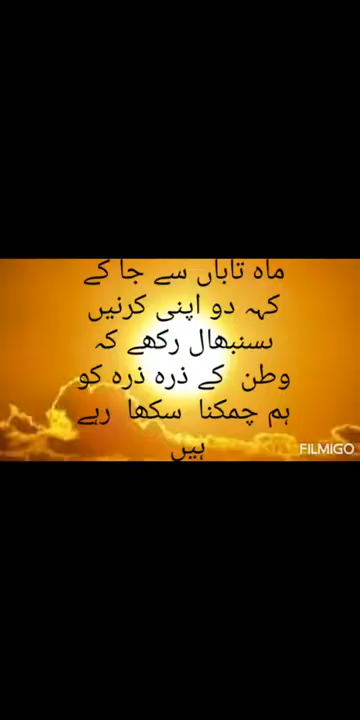 ماہ تاباں سے جا کے
کہہ دو اپنی کرنیں
سنبھال رکھے کہ
وطن کے ذرہ ذرہ کو
ہم چمکنا سکھا رہے
ہیں
FILMIGO